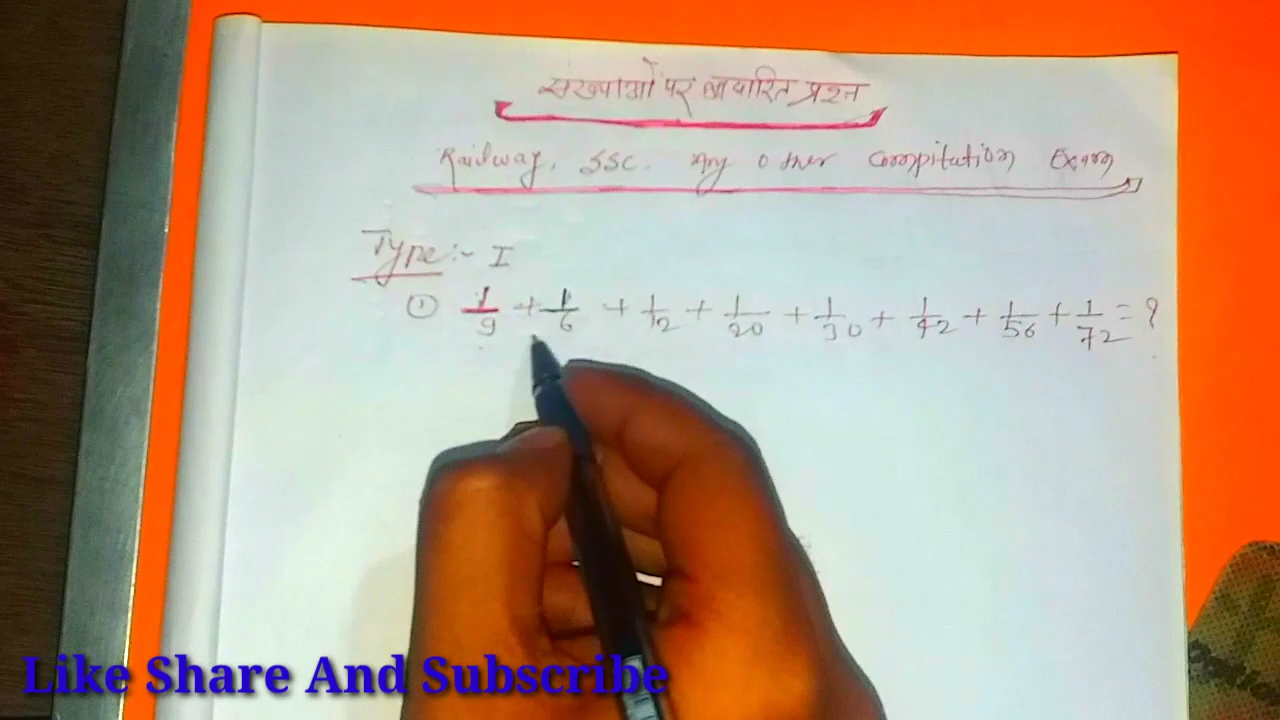 संख्याओं पर आधारित प्रश्न
Railway, SSC. Any other Compitation Exam
Type:- I
① 1/9 + 1/6 + 1/12 + 1/20 + 1/30 + 1/42 + 1/56 + 1/72 = ?
Like Share And Subscribe